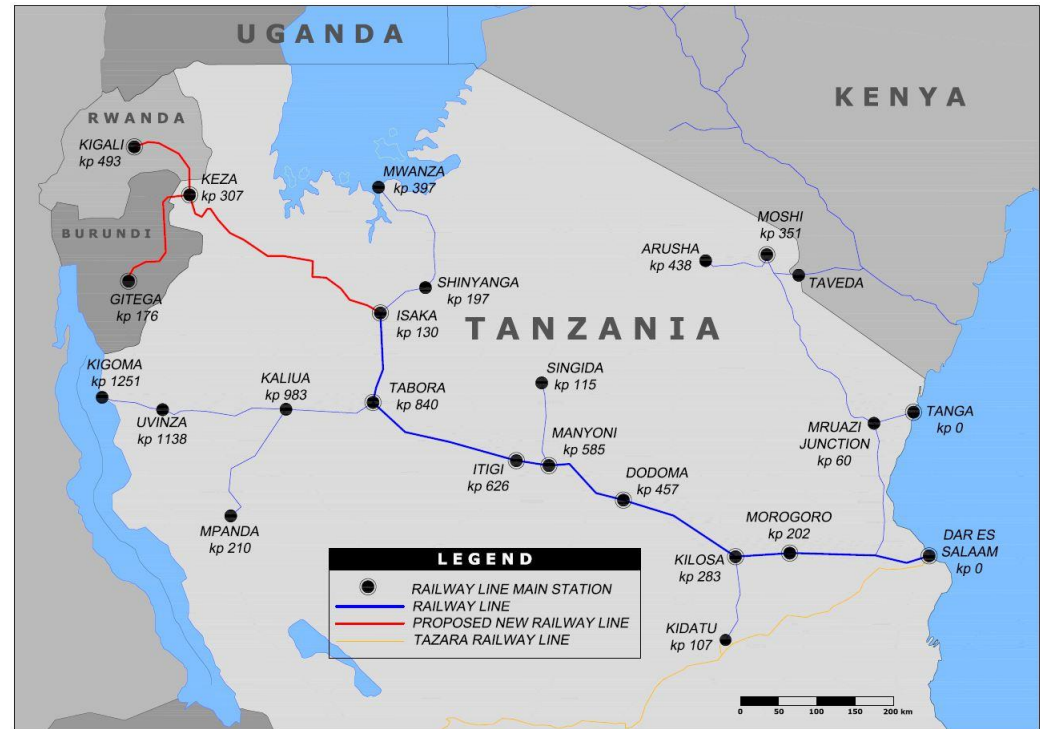 UGANDA
KENYA
RWANDA
KIGALI
kp 493
KEZA
kp 307
BURUNDI
GITEGA
kp 176
MWANZA
kp 397
MOSHI
kp 351
ARUSHA
kp 438
TAVEDA
SHINYANGA
kp 197
ISAKA
kp 130
TANZANIA
KIGOMA
kp 1251
UVINZA
kp 1138
KALIUA
kp 983
TABORA
kp 840
SINGIDA
kp 115
TANGA
kp 0
MRUAZI
JUNCTION
kp 60
MANYONI
kp 585
ITIGI
kp 626
DODOMA
kp 457
MPANDA
kp 210
MOROGORO
kp 202
DAR ES
SALAAM
kp 0
KILOSA
kp 283
KIDATU
kp 107
LEGEND
RAILWAY LINE MAIN STATION
RAILWAY LINE
PROPOSED NEW RAILWAY LINE
TAZARA RAILWAY LINE
0 50 100 150 200 km